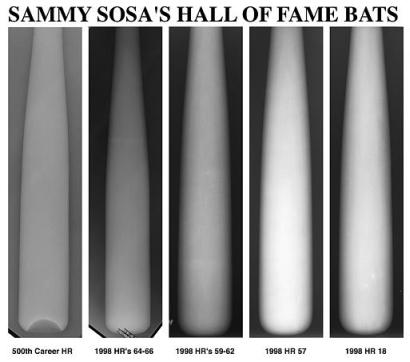 SAMMY SOSA'S HALL OF FAME BATS
500th Career HR 1998 HR's 64-66 1998 HR's 59-62 1998 HR 57 1998 HR 18